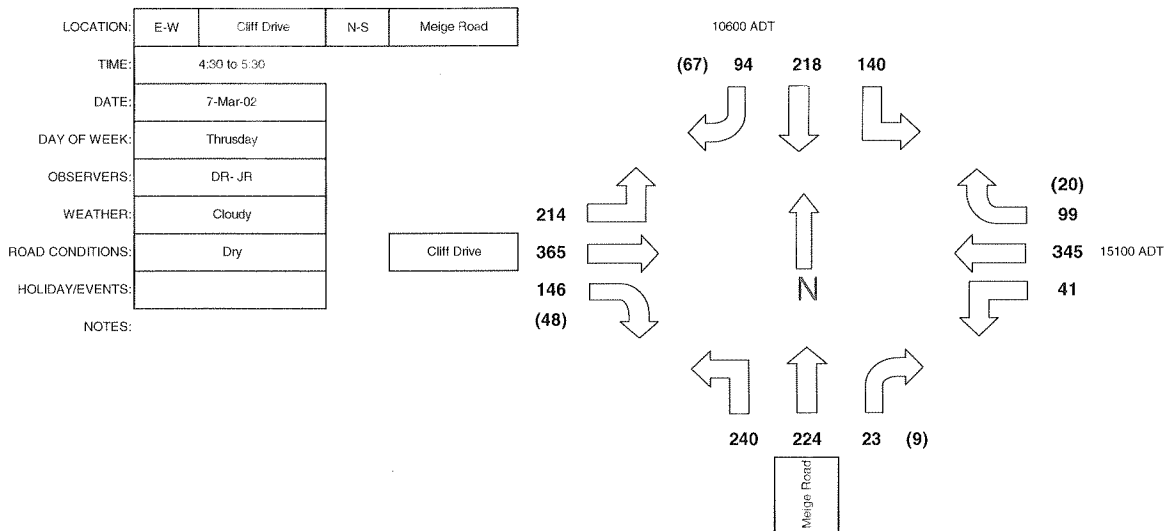 LOCATION: E-W Cliff Drive N-S Meige Road
TIME: 4:30 to 5:30
DATE: 7-Mar-02
DAY OF WEEK: Thrusday
OBSERVERS: DR- JR
WEATHER: Cloudy
ROAD CONDITIONS: Dry
HOLIDAY/EVENTS:
NOTES:
10600 ADT
(67) 94 218 140
(20)
214 99
Cliff Drive 365 345 15100 ADT
146 41
(48)
N
240 224 23 (9)
Meige Road